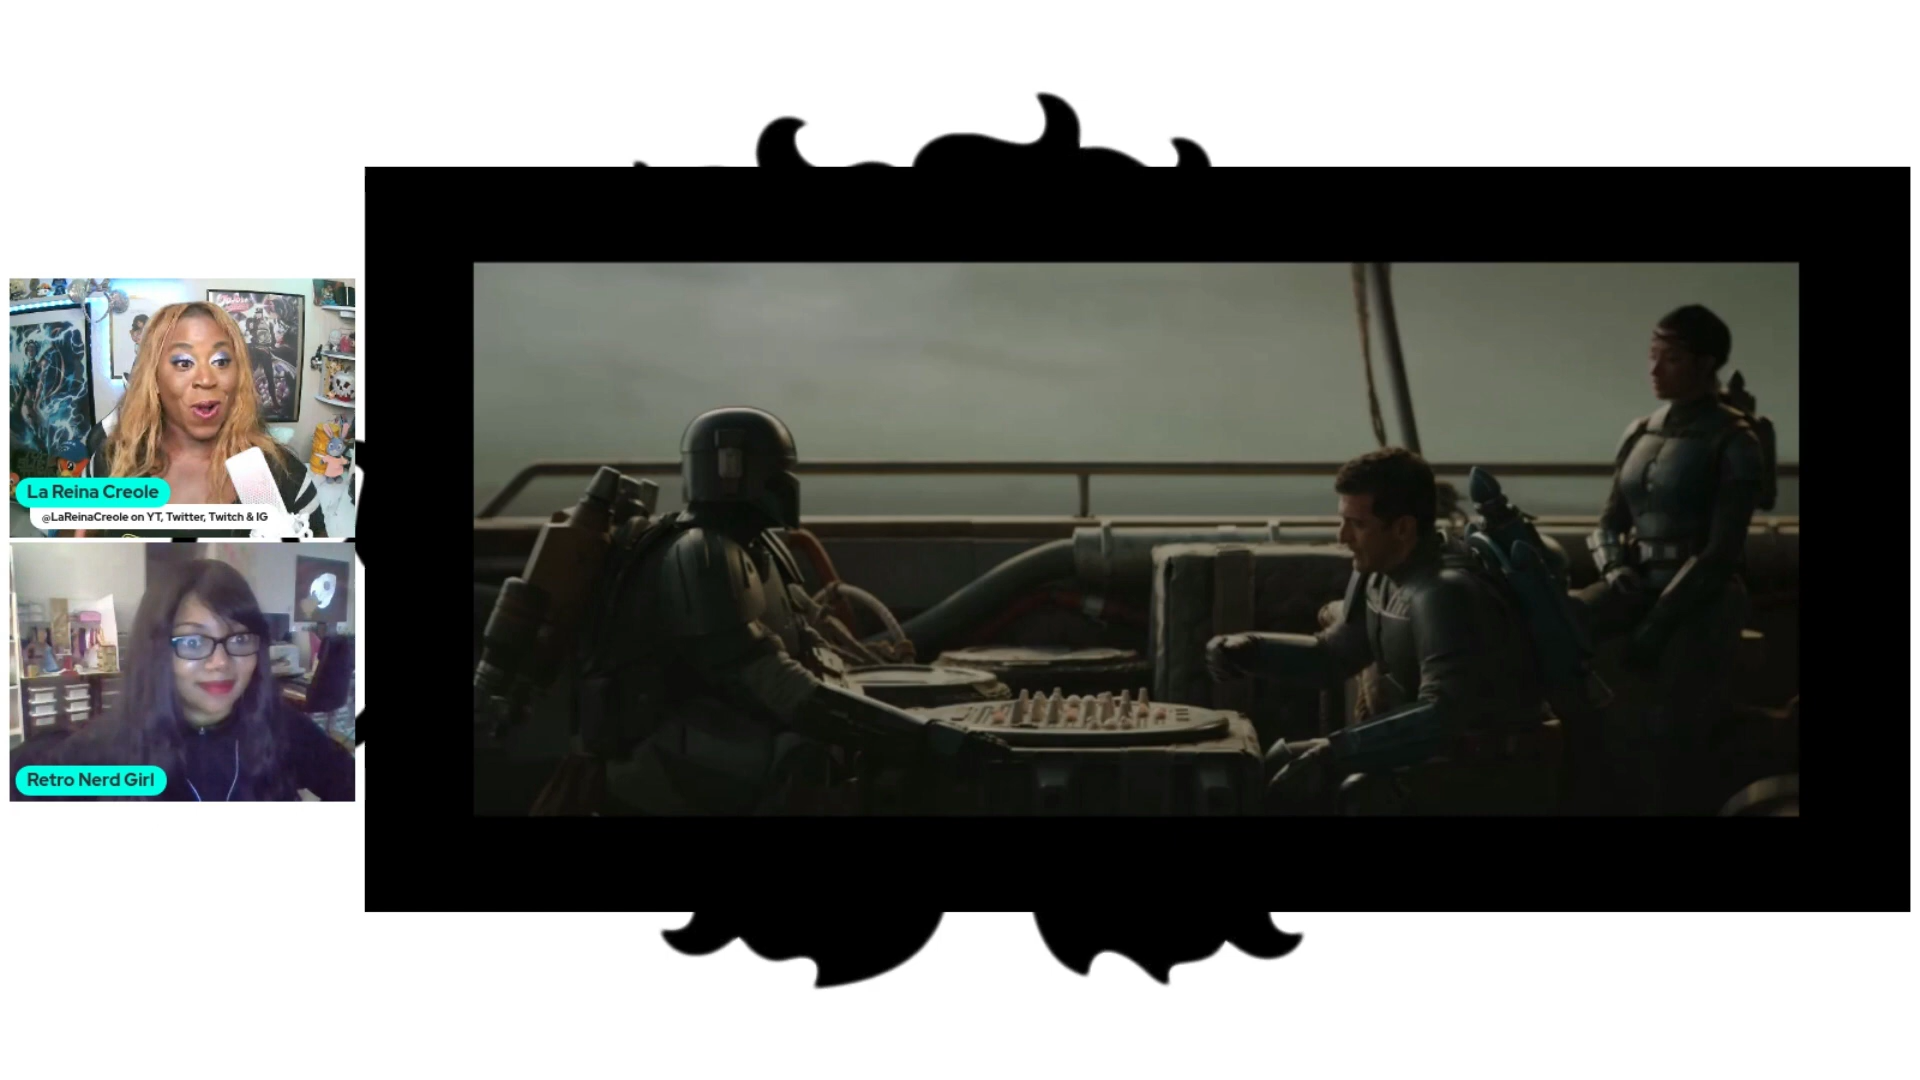 La Reina Creole
@LaReinaCreole on YT, Twitter, Twitch & IG
Retro Nerd Girl